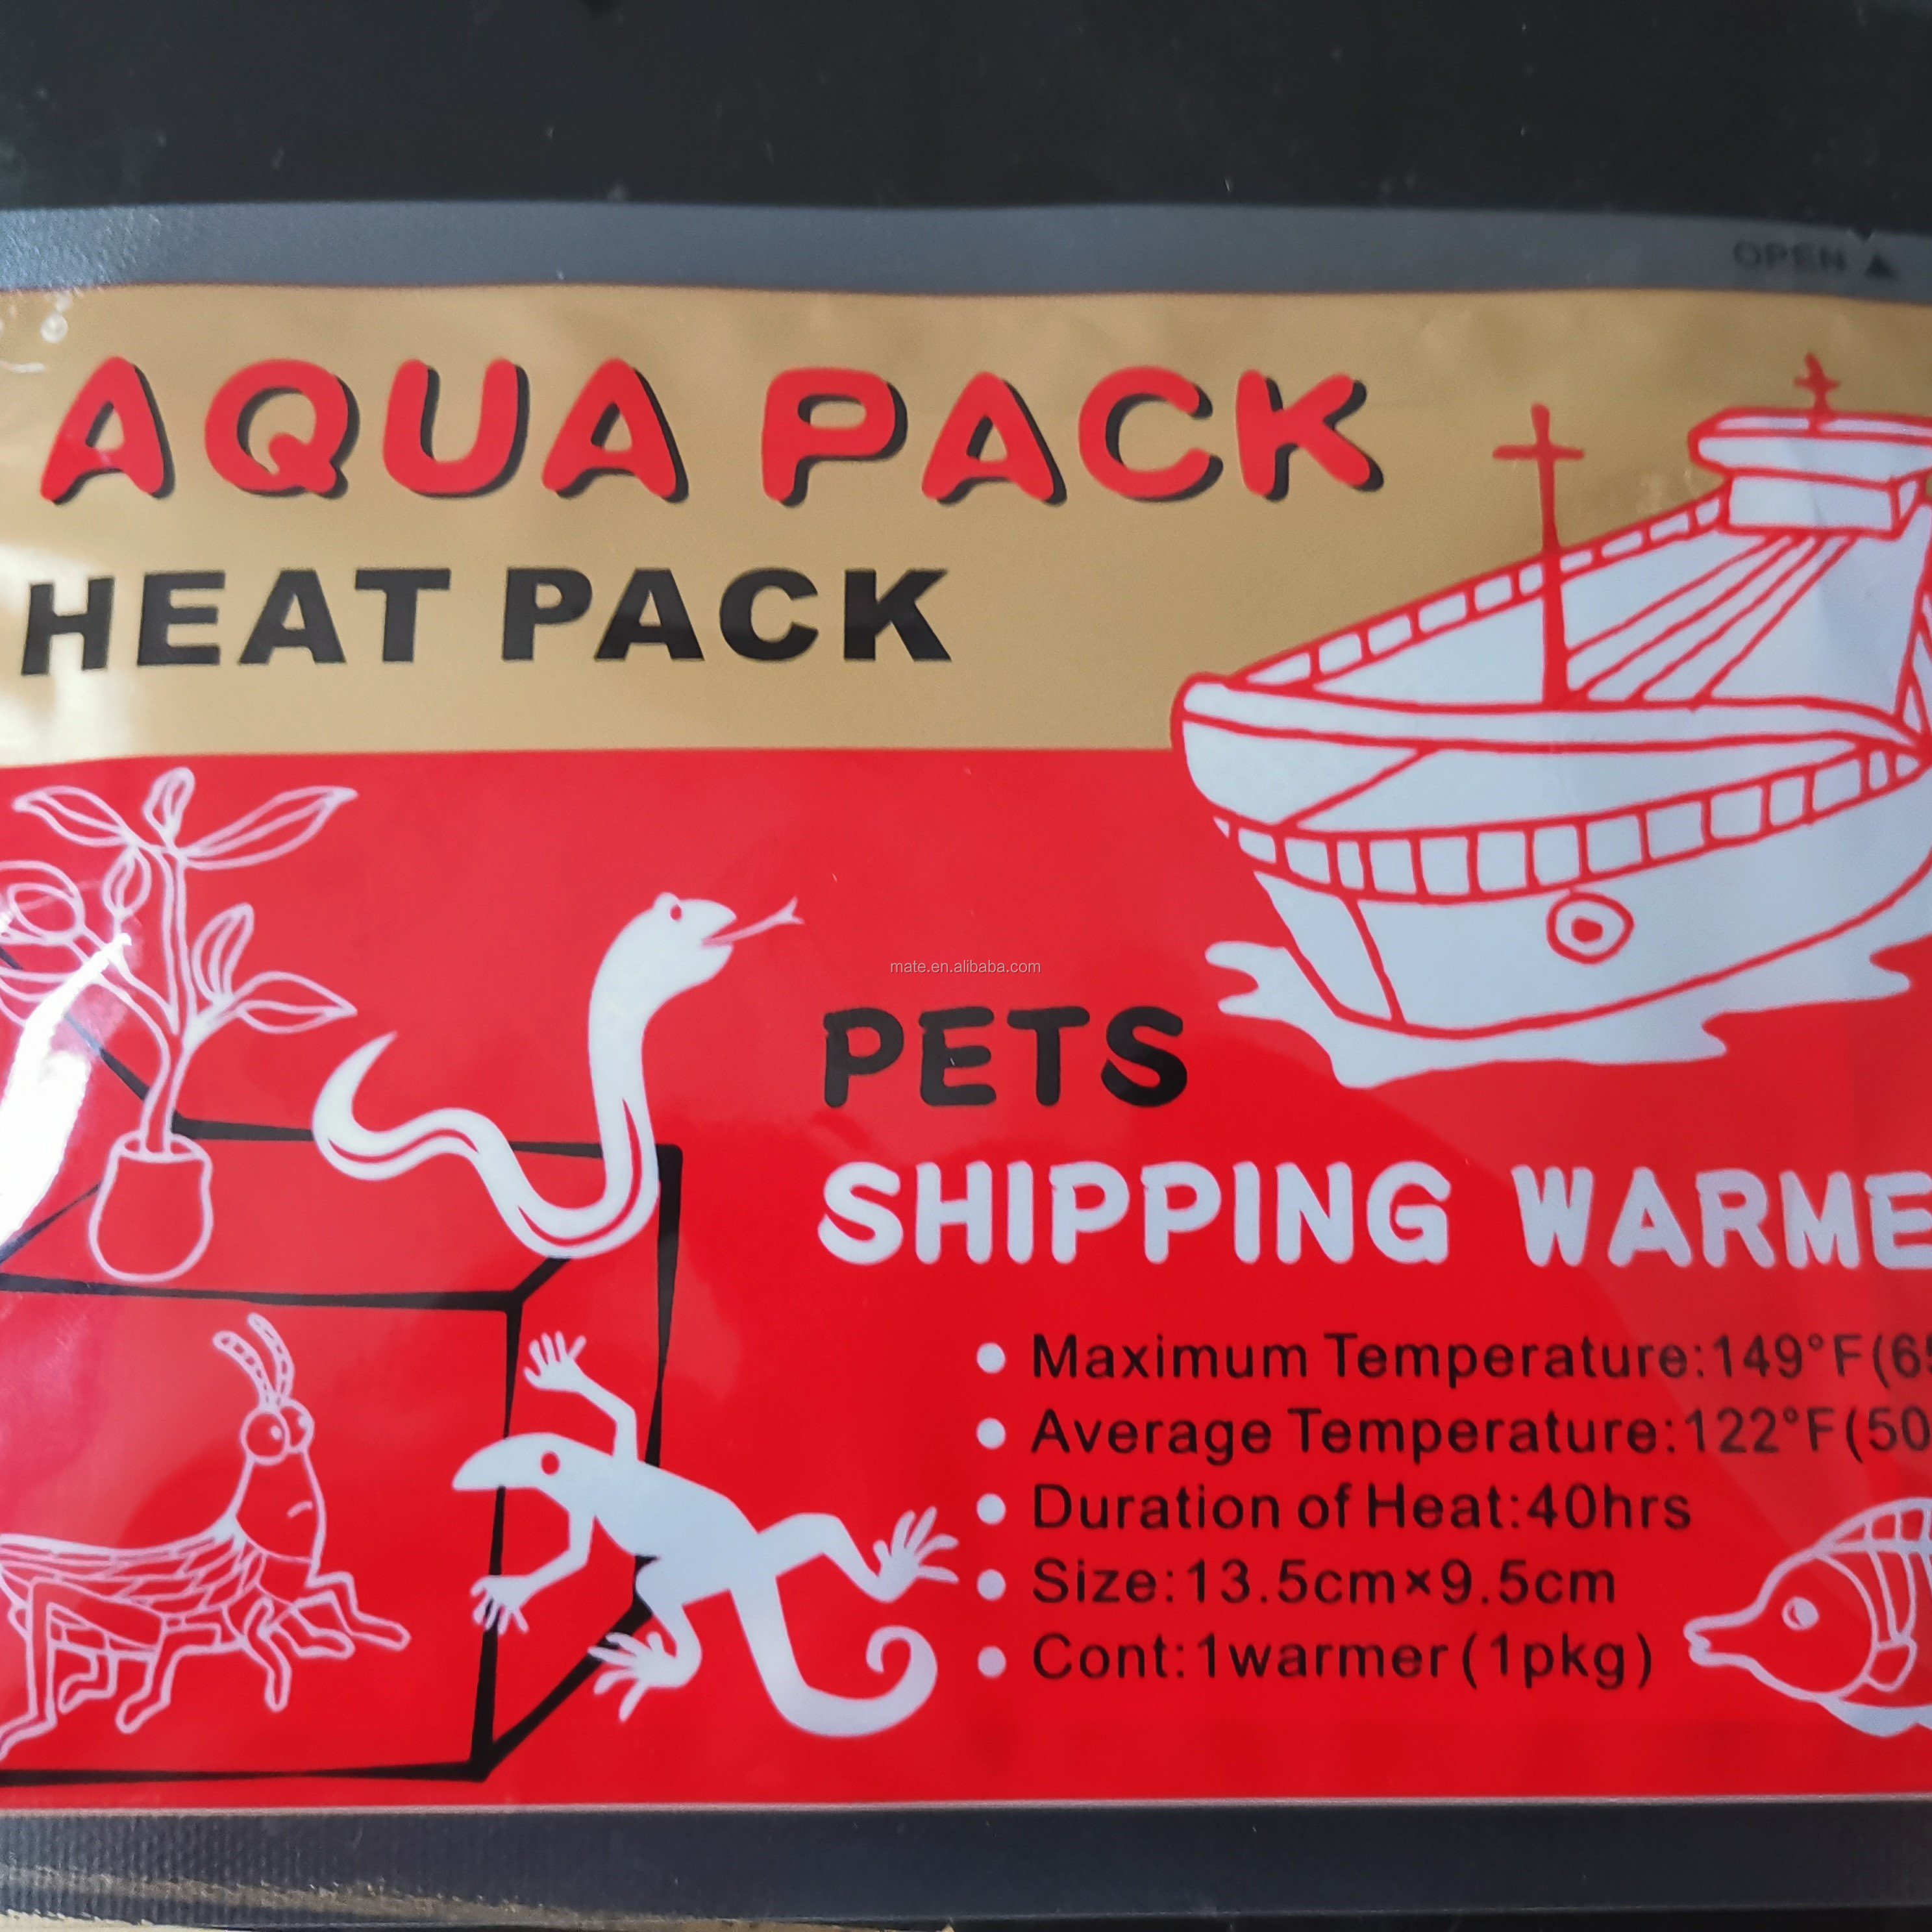 OPEN ▲
AQUA PACK
HEAT PACK
mate.en.alibaba.com
PETS
SHIPPING WARME
• Maximum Temperature:149°F(65
• Average Temperature:122°F(50
• Duration of Heat:40hrs
• Size:13.5cm×9.5cm
• Cont:1warmer(1pkg)